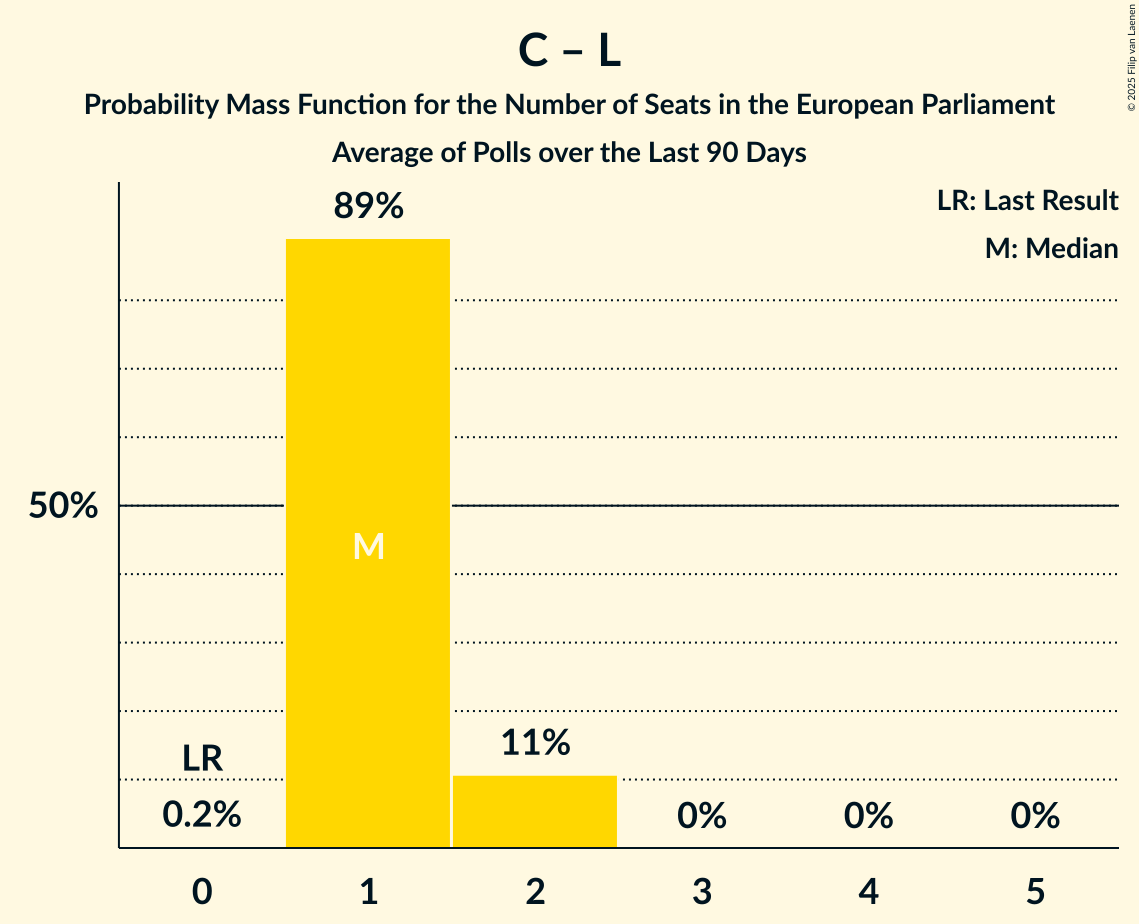 C – L
Probability Mass Function for the Number of Seats in the European Parliament
Average of Polls over the Last 90 Days
© 2025 Filip van Laenen
LR: Last Result
M: Median
89%
50%
M
LR
0.2%
11%
0%
0%
0%
0
1
2
3
4
5